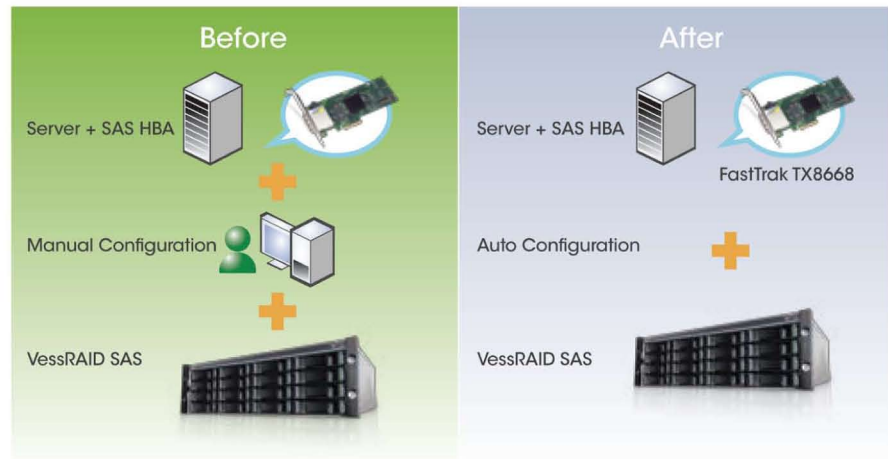 Before
Server + SAS HBA
Manual Configuration
VessRAID SAS
After
Server + SAS HBA
FastTrak TX8668
Auto Configuration
VessRAID SAS